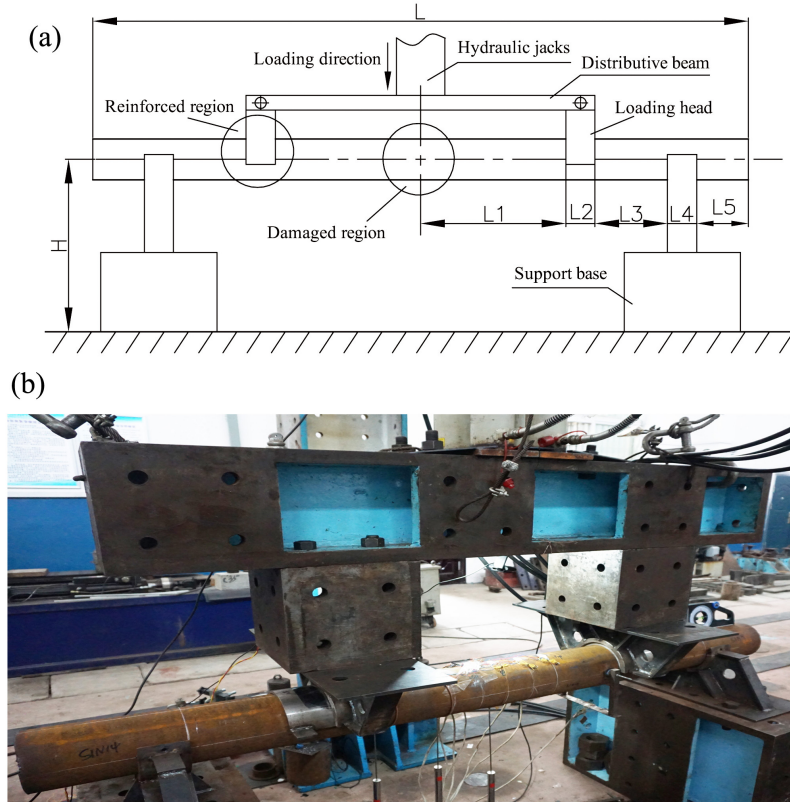 L
(a)
Hydraulic jacks
Loading direction
Distributive beam
Reinforced region
Loading head
L1
L2
L3
L4
L5
Damaged region
H
Support base
(b)